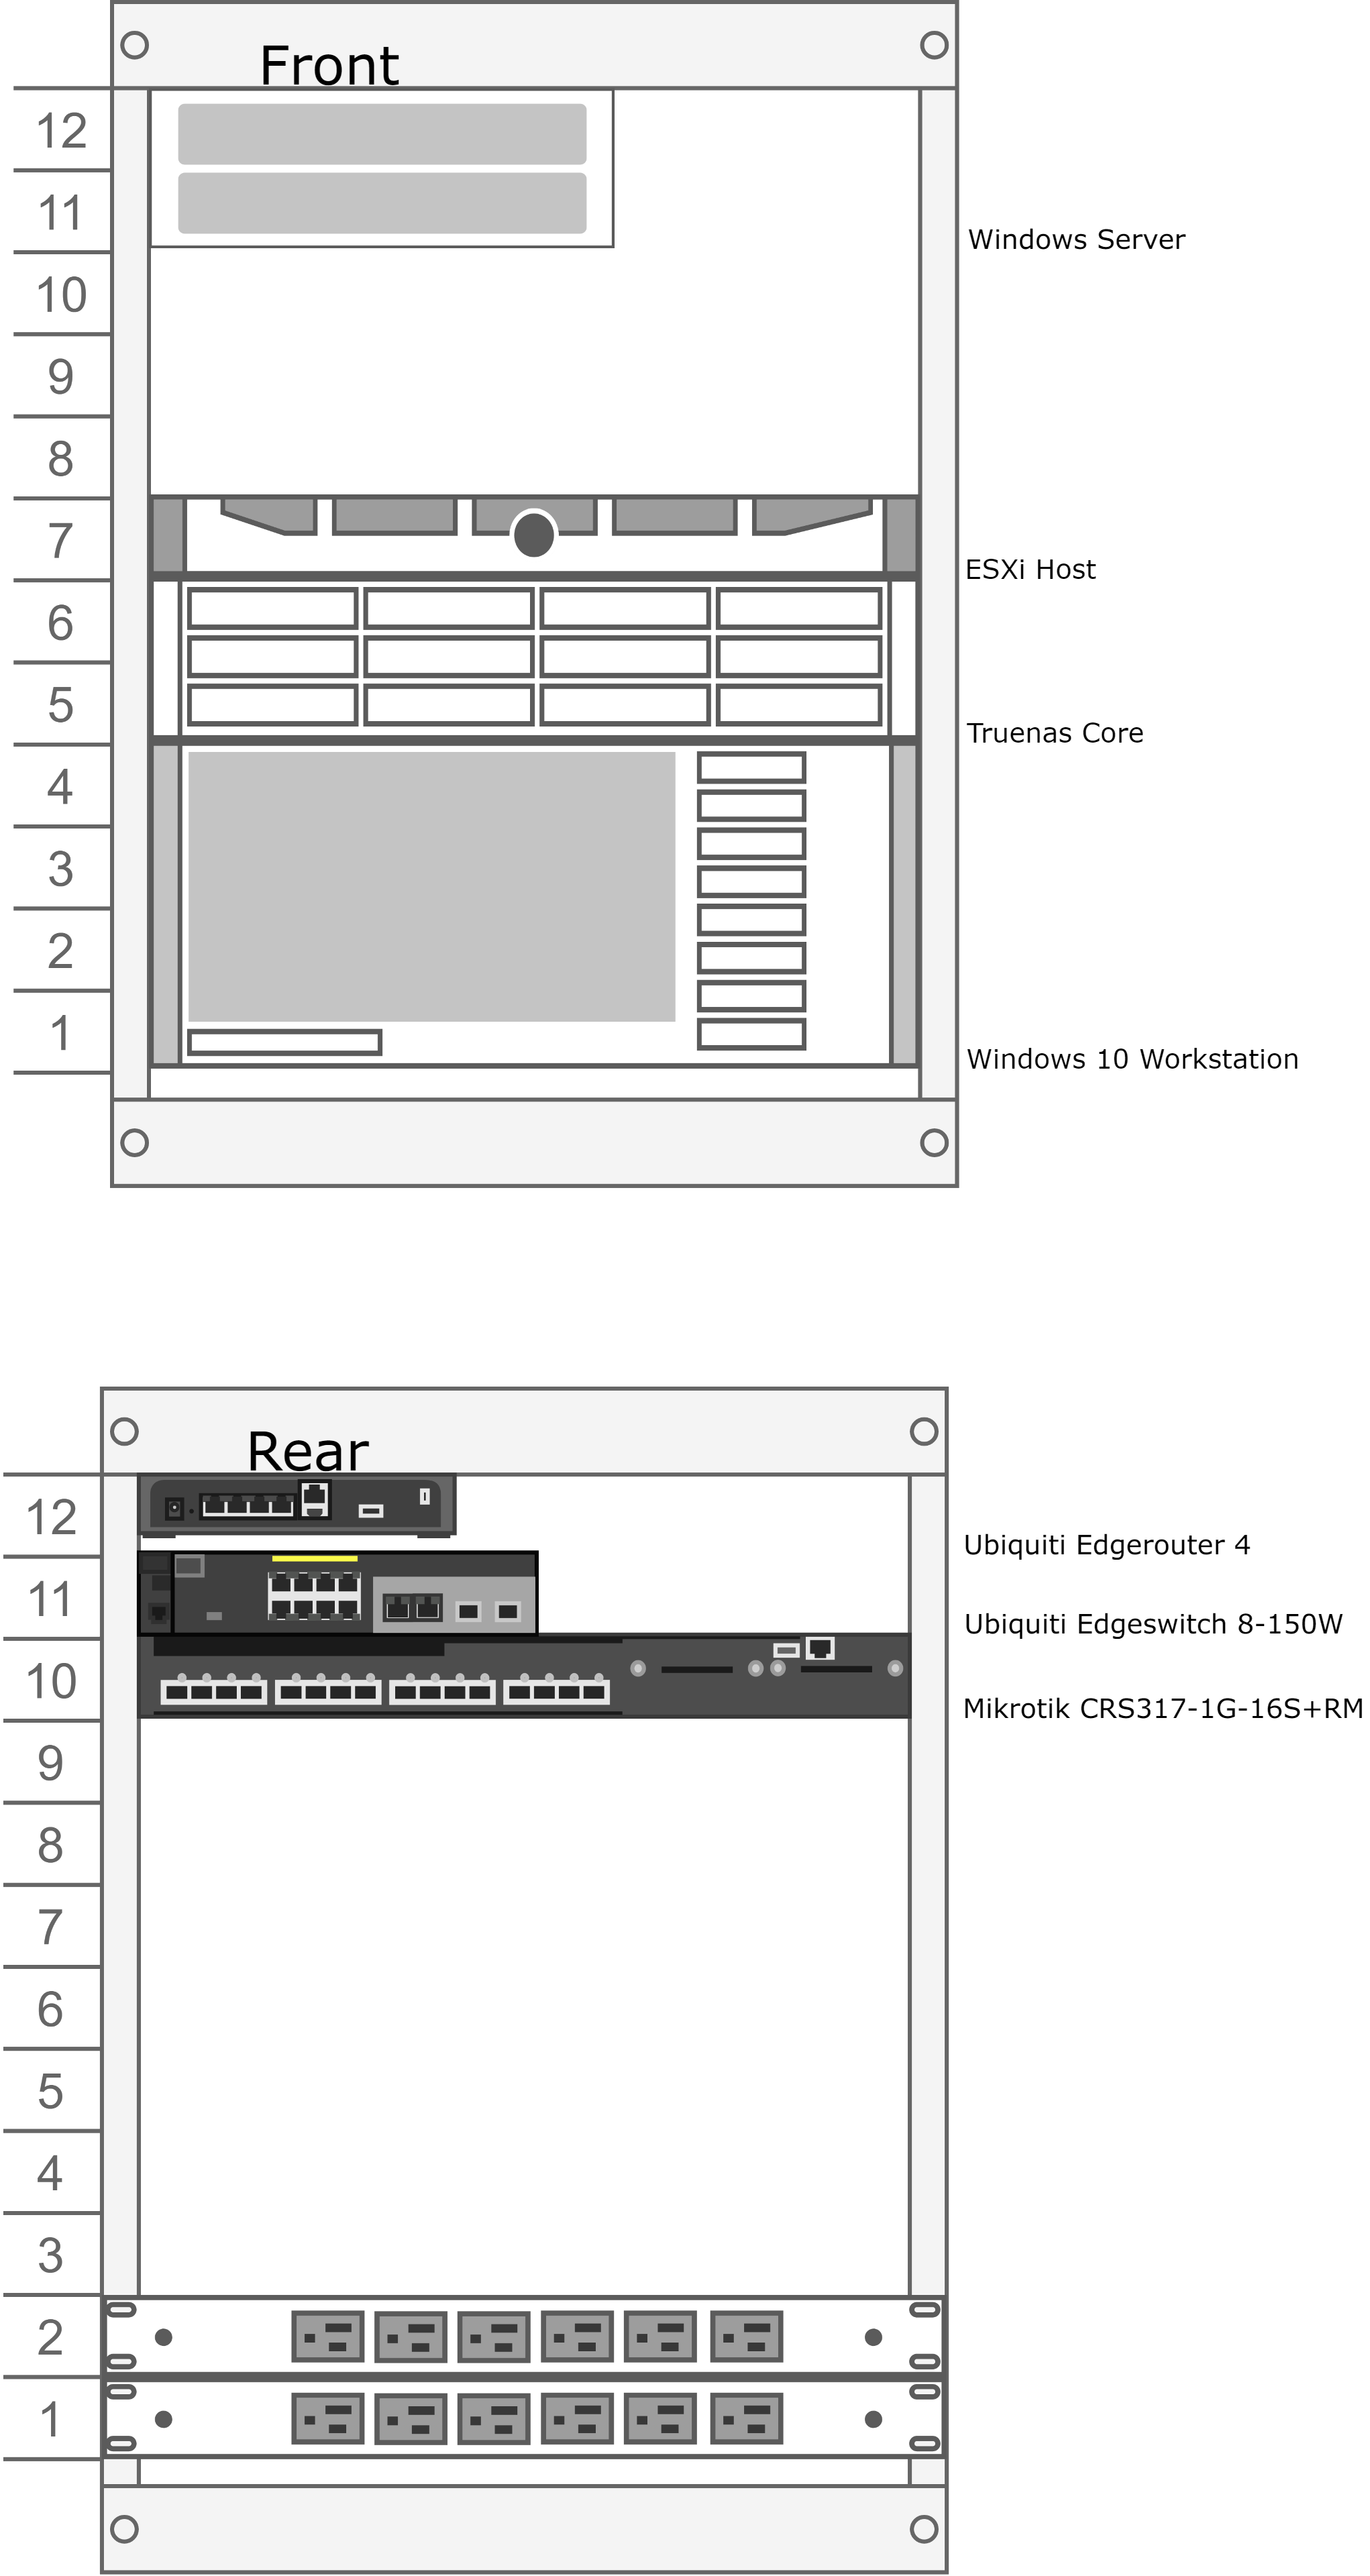 Front
12
11
Windows Server
10
9
8
7
ESXi Host
6
5
Truenas Core
4
3
2
1
Windows 10 Workstation
Rear
12
Ubiquiti Edgerouter 4
11
Ubiquiti Edgeswitch 8-150W
10
Mikrotik CRS317-1G-16S+RM
9
8
7
6
5
4
3
2
1